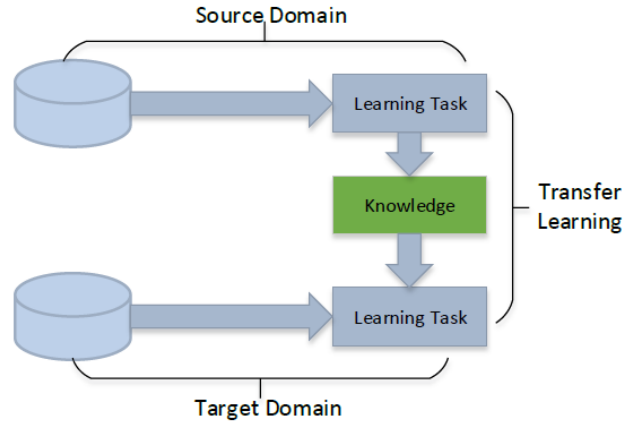 Source Domain
Learning Task
Knowledge
Transfer
Learning
Learning Task
Target Domain